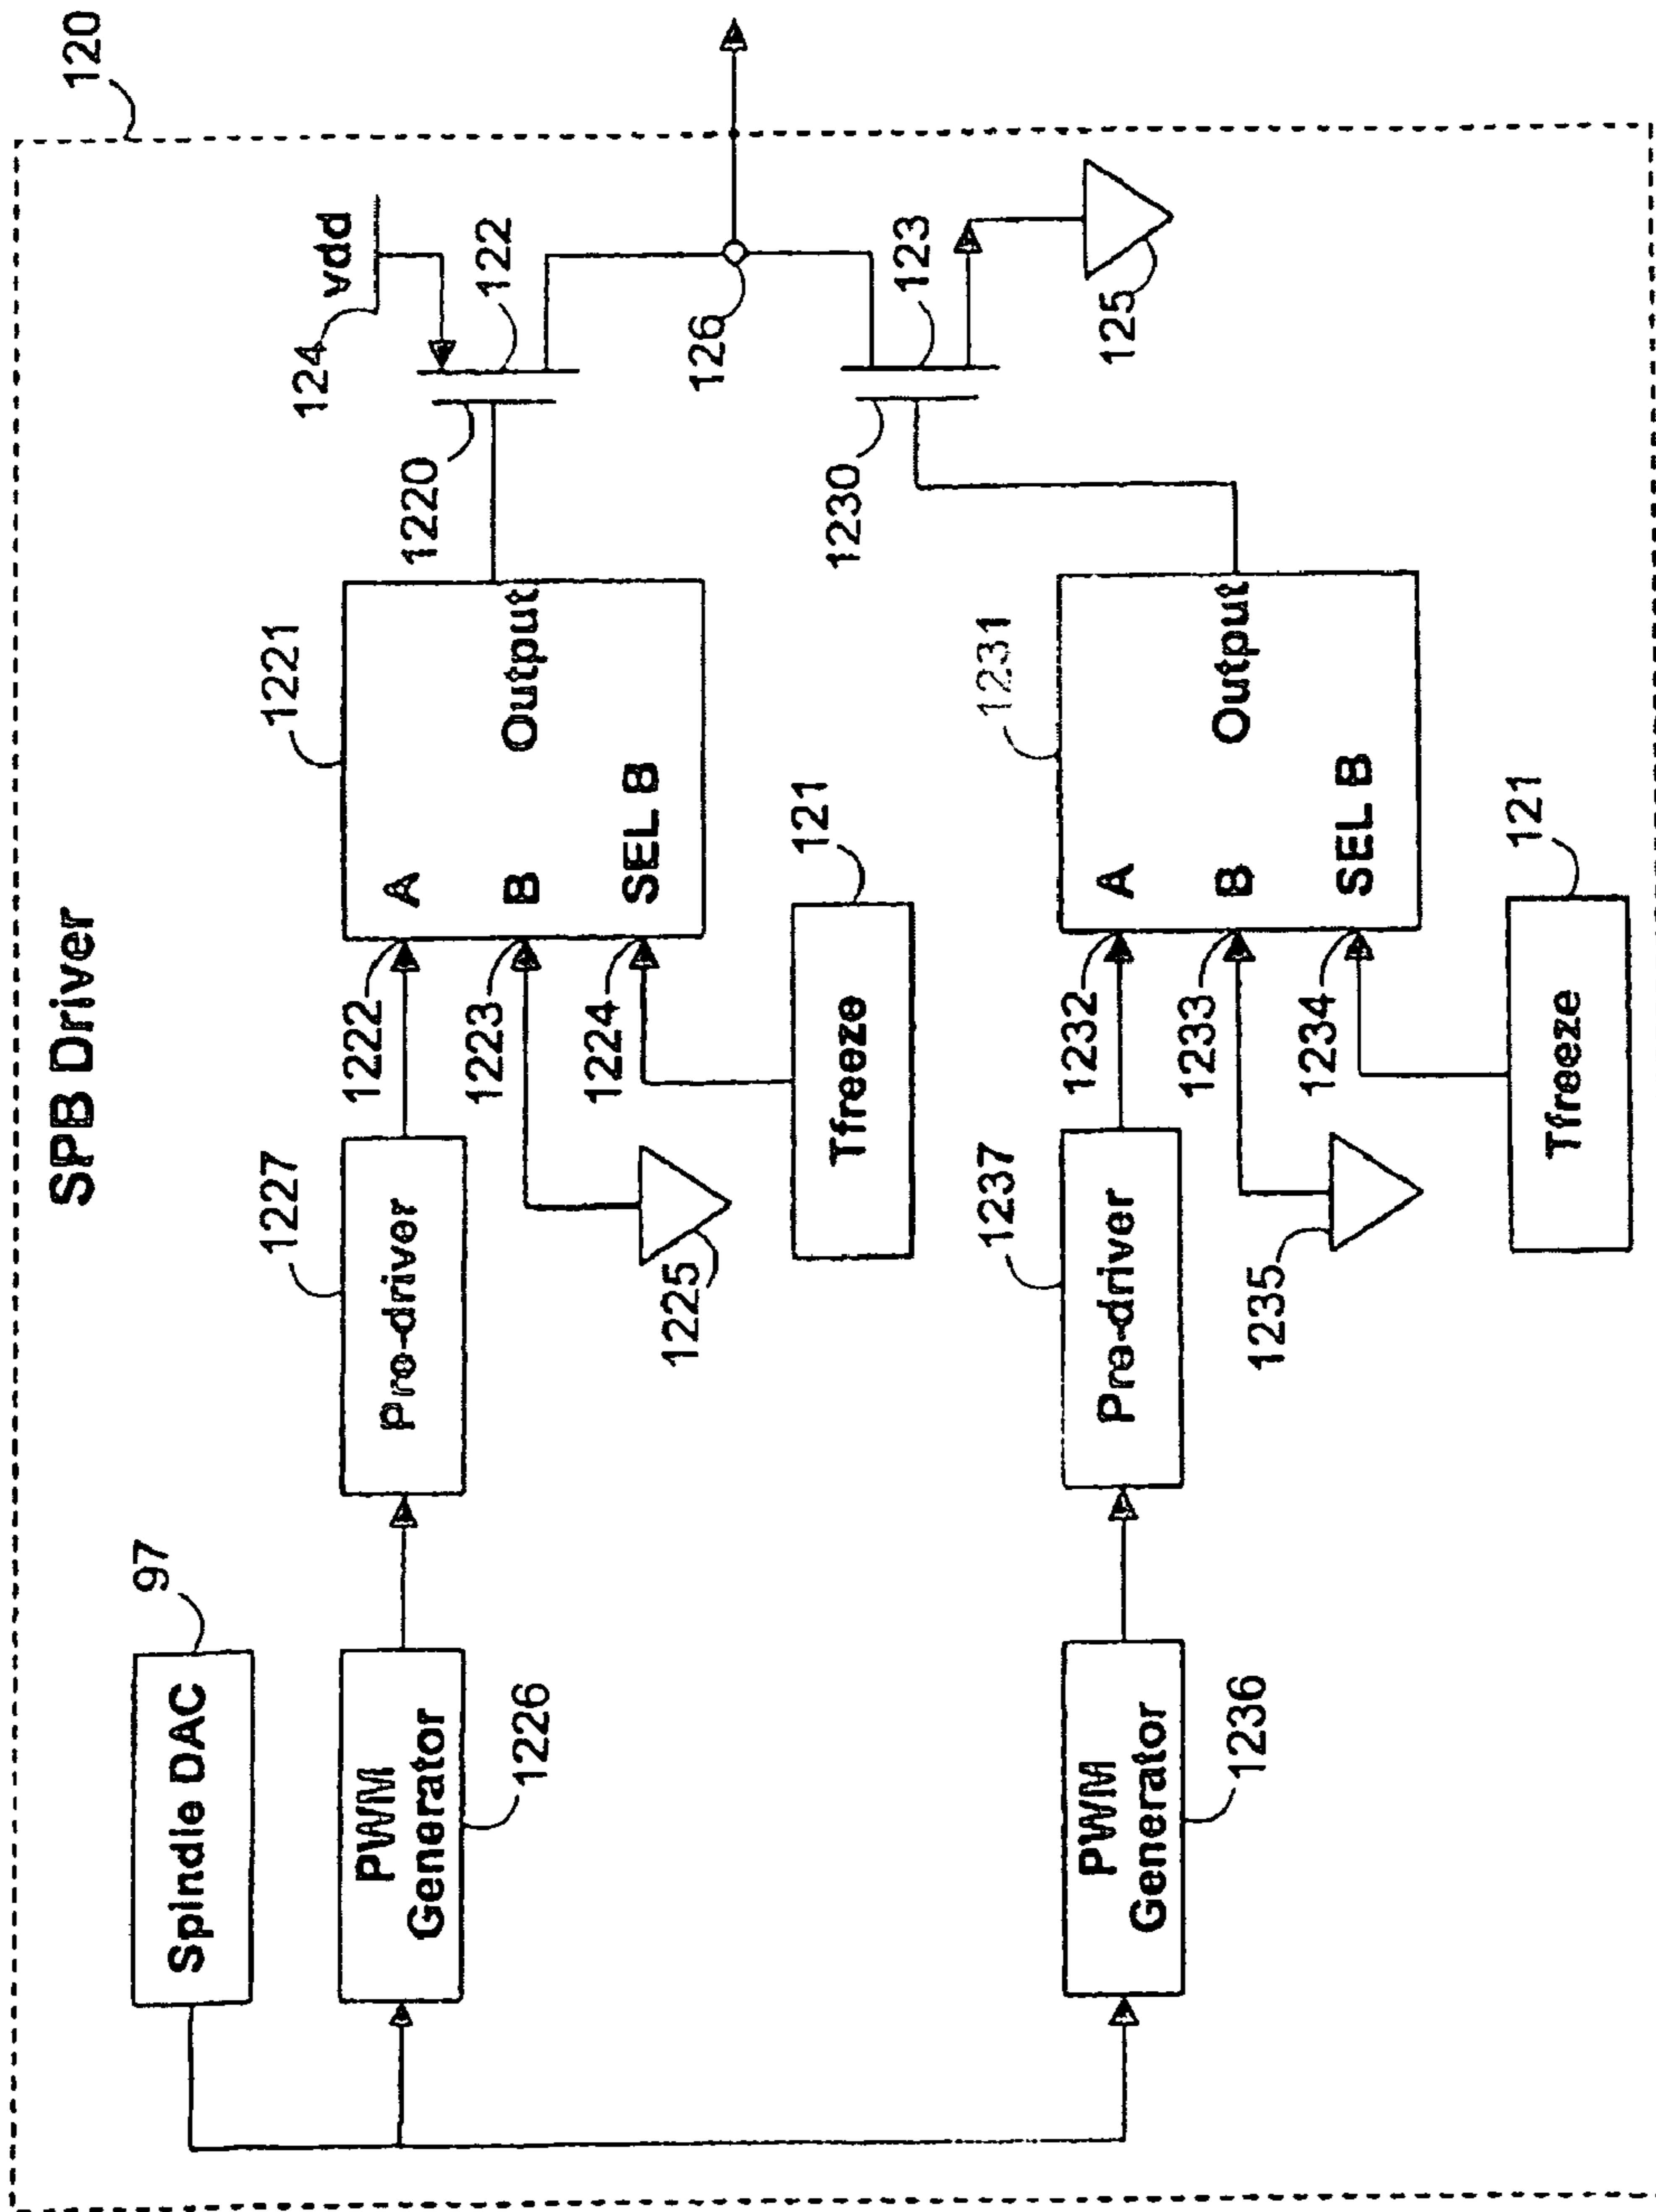 SPB Driver
120
Spindle DAC
97
PWM
Generator
1226
Pre-driver
1227
1222
1223
1224
1225
A
B
SEL B
Output
1221
Tfreeze
121
1220
124
vdd
122
126
PWM
Generator
1236
Pre-driver
1237
1232
1233
1234
1235
A
B
SEL B
Output
1231
Tfreeze
121
1230
123
125